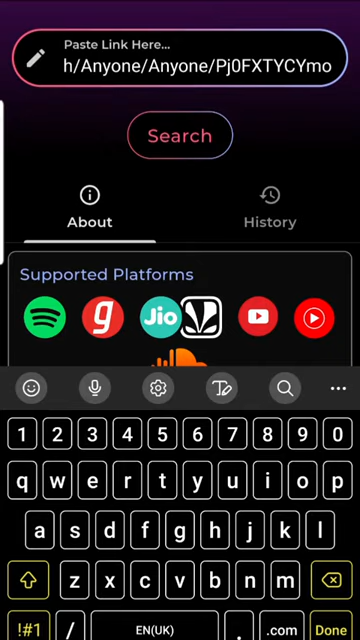 Paste Link Here...
h/Anyone/Anyone/Pj0FXTYCYmo
Search
About
History
Supported Platforms
g
Jio
1 2 3 4 5 6 7 8 9 0
q w e r t y u i o p
a s d f g h j k l
z x c v b n m
!#1 / EN(UK) . .com Done